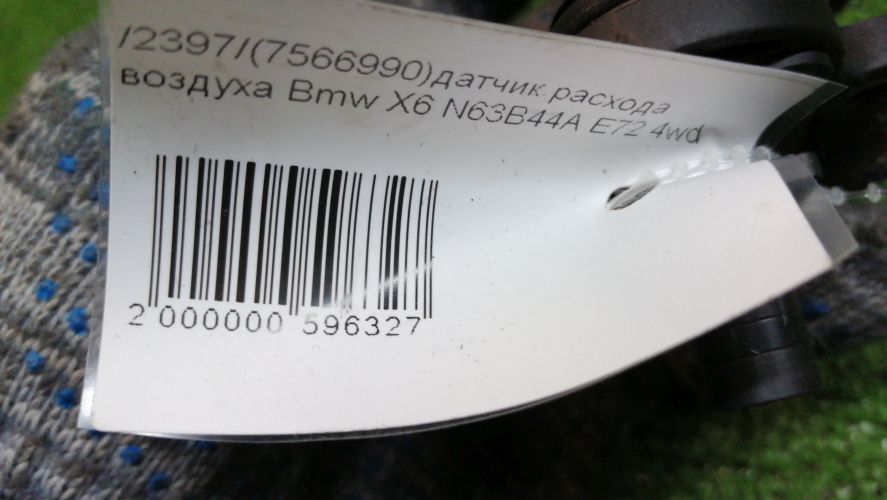 /2397/(7566990)датчик расхода
воздуха Bmw X6 N63B44A E72 4wd
2 000000 596327